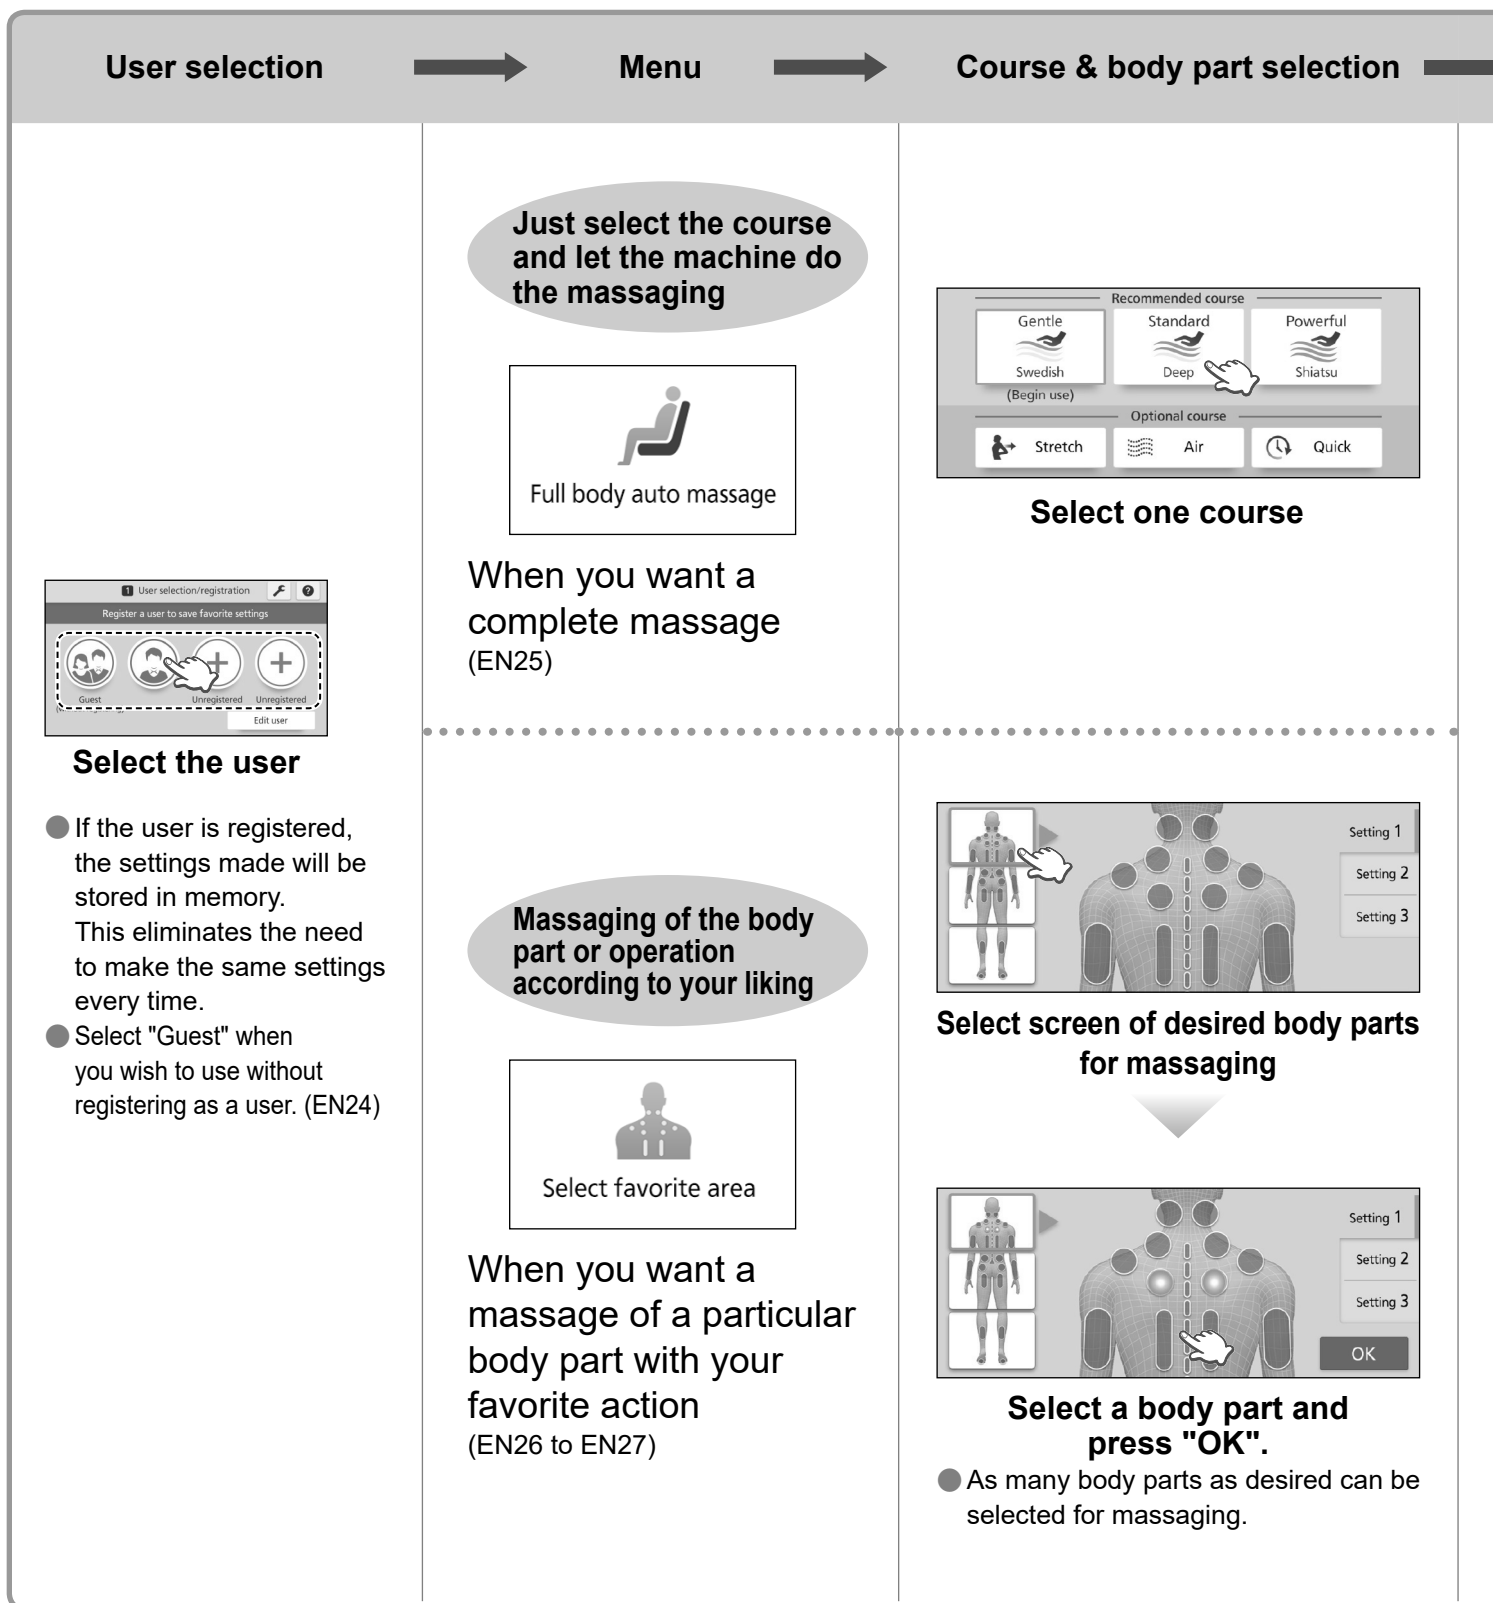 User selection
Menu
Course & body part selection
Select the user
If the user is registered,
the settings made will be
stored in memory.
This eliminates the need
to make the same settings
every time.
Select "Guest" when
you wish to use without
registering as a user. (EN24)
1 User selection/registration
Register a user to save favorite settings
Guest
Unregistered
Unregistered
Edit user
Just select the course
and let the machine do
the massaging
Full body auto massage
When you want a
complete massage
(EN25)
Recommended course
Gentle
Swedish
(Begin use)
Standard
Deep
Powerful
Shiatsu
Optional course
Stretch
Air
Quick
Select one course
Massaging of the body
part or operation
according to your liking
Select favorite area
When you want a
massage of a particular
body part with your
favorite action
(EN26 to EN27)
Setting 1
Setting 2
Setting 3
Select screen of desired body parts
for massaging
Setting 1
Setting 2
Setting 3
OK
Select a body part and
press "OK".
As many body parts as desired can be
selected for massaging.